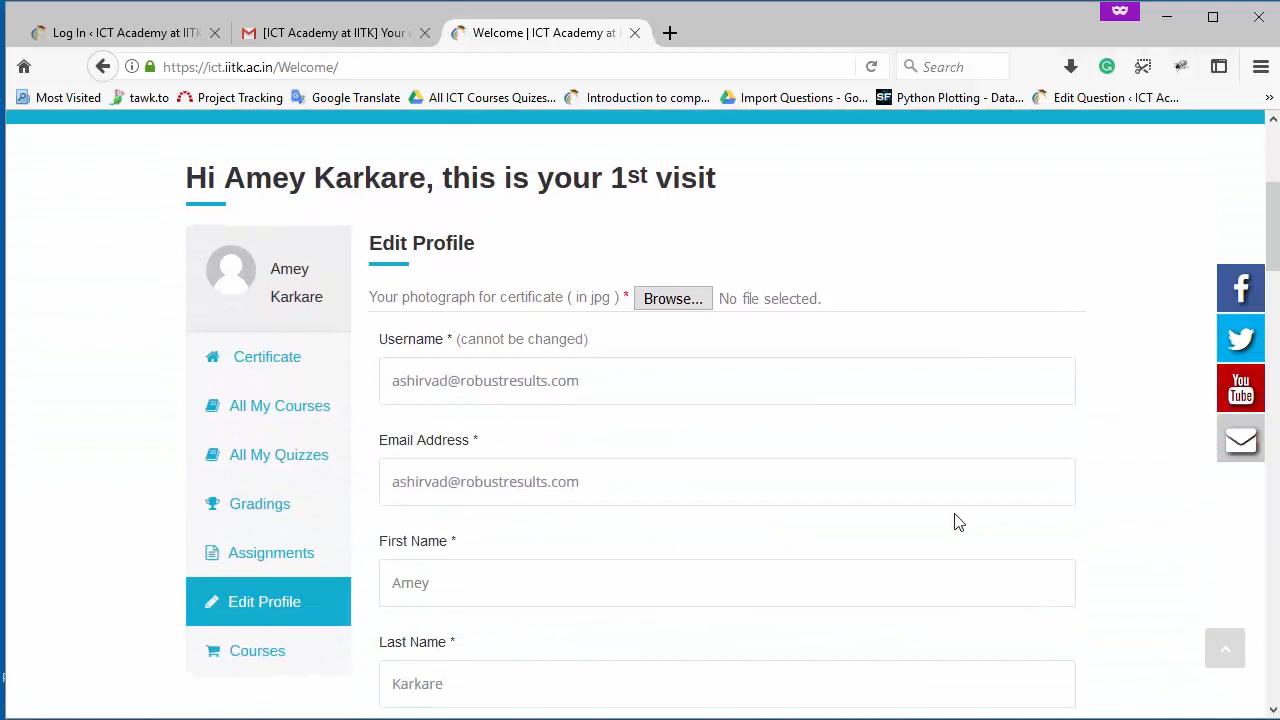 Log In ‹ ICT Academy at IITK
[ICT Academy at IITK] Your
Welcome | ICT Academy at
https://ict.iitk.ac.in/Welcome/
Search
Most Visited
tawk.to
Project Tracking
Google Translate
All ICT Courses Quizes...
Introduction to comp...
Import Questions - Go...
SF
Python Plotting - Data...
Edit Question ‹ ICT Ac...
Hi Amey Karkare, this is your 1st visit
Amey
Karkare
Certificate
All My Courses
All My Quizzes
Gradings
Assignments
Edit Profile
Courses
Edit Profile
Your photograph for certificate ( in jpg ) * Browse... No file selected.
Username * (cannot be changed)
ashirvad@robustresults.com
Email Address *
ashirvad@robustresults.com
First Name *
Amey
Last Name *
Karkare
You
Tube